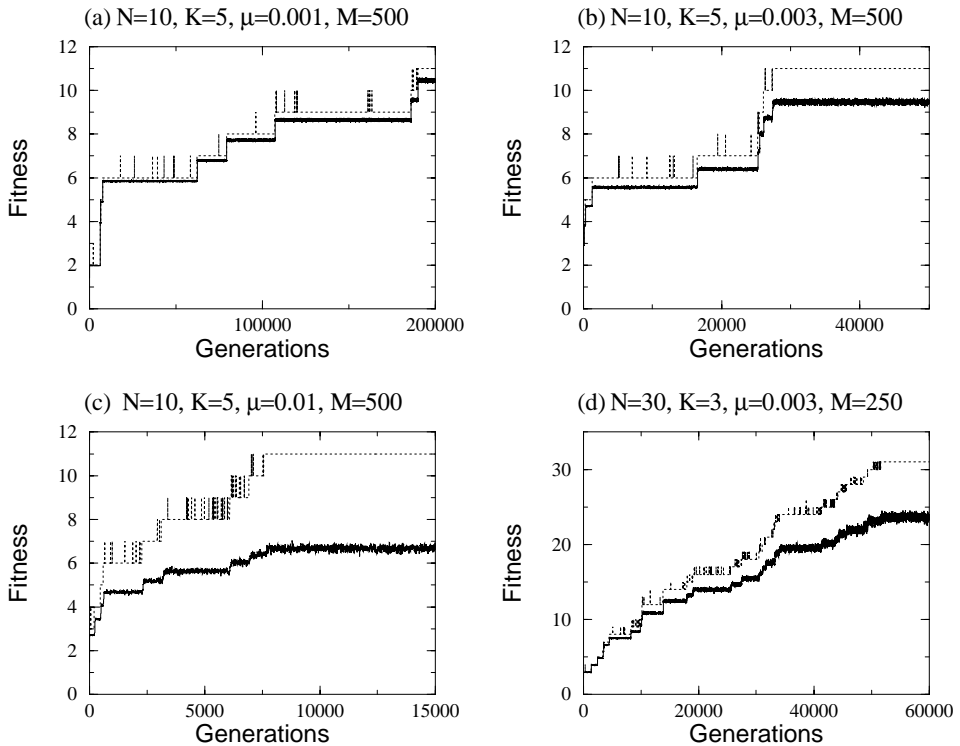 (a) N=10, K=5, μ=0.001, M=500
12
10
8
6
4
2
0
Fitness
0 100000 200000
Generations
(b) N=10, K=5, μ=0.003, M=500
12
10
8
6
4
2
0
Fitness
0 20000 40000
Generations
(c) N=10, K=5, μ=0.01, M=500
12
10
8
6
4
2
0
Fitness
0 5000 10000 15000
Generations
(d) N=30, K=3, μ=0.003, M=250
30
20
10
0
Fitness
0 20000 40000 60000
Generations